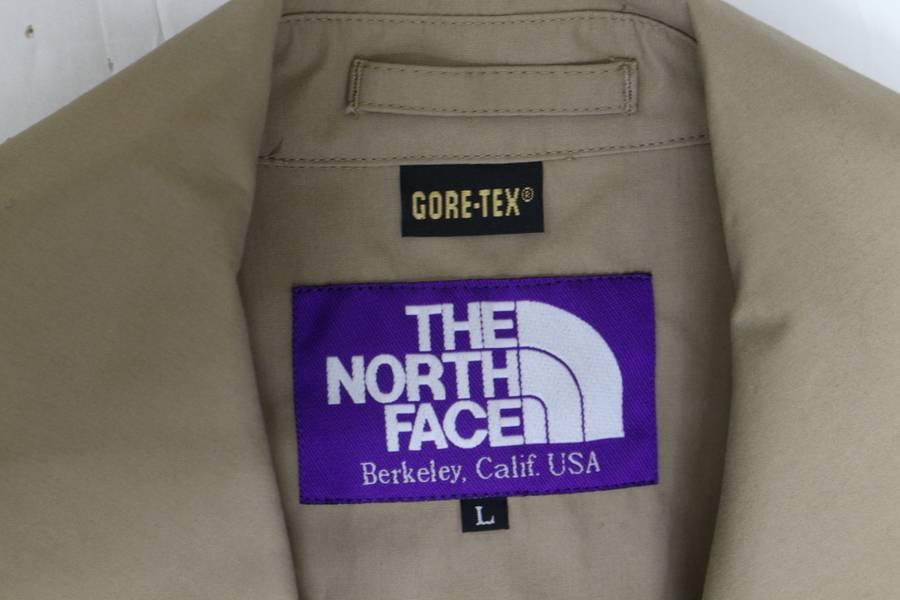 GORE-TEX®
THE
NORTH
FACE
Berkeley, Calif. USA
L